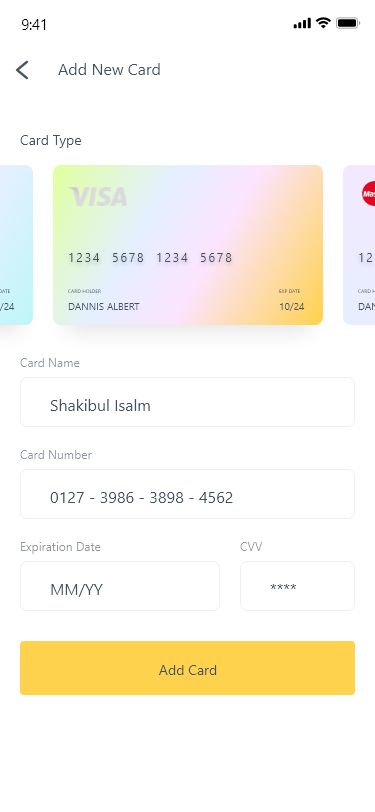 9:41
Add New Card
Card Type
VISA
1234 5678 1234 5678
CARD HOLDER EXP DATE
DANNIS ALBERT 10/24
DATE
/24
Mas
12
CARD H
DAN
Card Name
Shakibul Isalm
Card Number
0127 - 3986 - 3898 - 4562
Expiration Date CVV
MM/YY ****
Add Card